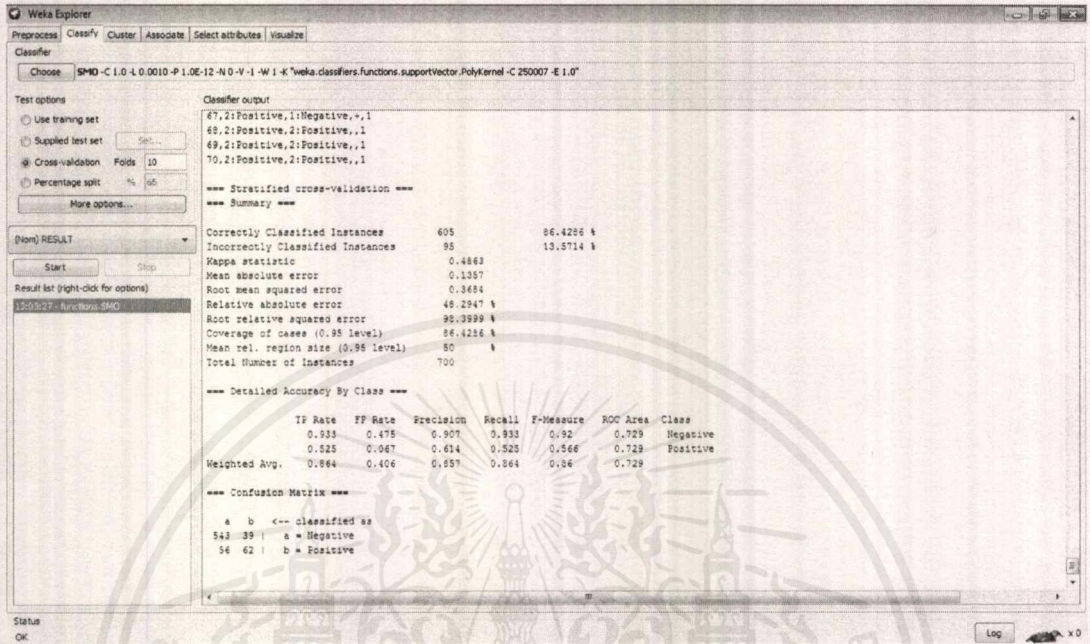 Weka Explorer
Preprocess Classify Cluster Associate Select attributes Visualize
Classifier
Choose SMO -C 1.0 -L 0.0010 -P 1.0E-12 -N 0 -V -1 -W 1 -K "weka.classifiers.functions.supportVector.PolyKernel -C 250007 -E 1.0"
Test options
Use training set
Supplied test set Set...
Cross-validation Folds 10
Percentage split % 65
More options...
(Nom) RESULT
Start Stop
Result list (right-click for options)
functions.SMO
Classifier output
67,2:Positive,1:Negative,+,1
68,2:Positive,2:Positive,,1
69,2:Positive,2:Positive,,1
70,2:Positive,2:Positive,,1
=== Stratified cross-validation ===
=== Summary ===
Correctly Classified Instances 605 86.4286 %
Incorrectly Classified Instances 95 13.5714 %
Kappa statistic 0.4863
Mean absolute error 0.1357
Root mean squared error 0.3684
Relative absolute error 48.2947 %
Root relative squared error 98.3999 %
Coverage of cases (0.95 level) 86.4286 %
Mean rel. region size (0.95 level) 50 %
Total Number of Instances 700
=== Detailed Accuracy By Class ===
TP Rate FP Rate Precision Recall F-Measure ROC Area Class
0.933 0.475 0.907 0.933 0.92 0.729 Negative
0.525 0.067 0.614 0.525 0.566 0.729 Positive
Weighted Avg. 0.864 0.406 0.857 0.864 0.86 0.729
=== Confusion Matrix ===
a b <-- classified as
543 39 | a = Negative
56 62 | b = Positive
Status
OK
Log
x 0